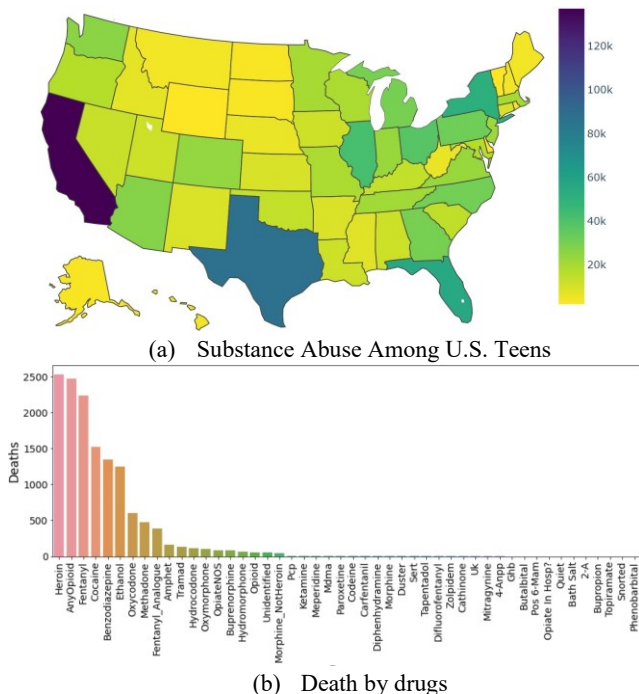 120k
100k
80k
60k
40k
20k
(a) Substance Abuse Among U.S. Teens
2500
2000
1500
1000
500
0
Deaths
Heroin
AnyOpioid
Fentanyl
Cocaine
Benzodiazepine
Ethanol
Oxycodone
Methadone
Fentanyl_Analogue
Amphet
Tramad
Hydrocodone
Oxymorphone
OpiateNOS
Buprenorphine
Hydromorphone
Opioid
Unidentified
Morphine_NotHeroin
Pcp
Ketamine
Meperidine
Mdma
Paroxetine
Codeine
Carfentanil
Diphenhydramine
Morphine
Duster
Sert
Tapentadol
Difluorofentanyl
Zolpidem
Cathinone
Uk
Mitragynine
4-Anpp
Ghb
Butalbital
Pos 6-Mam
Opiate In Hosp?
Quiet
Bath Salt
2-A
Bupropion
Topiramate
Snorted
Phenobarbital
(b) Death by drugs